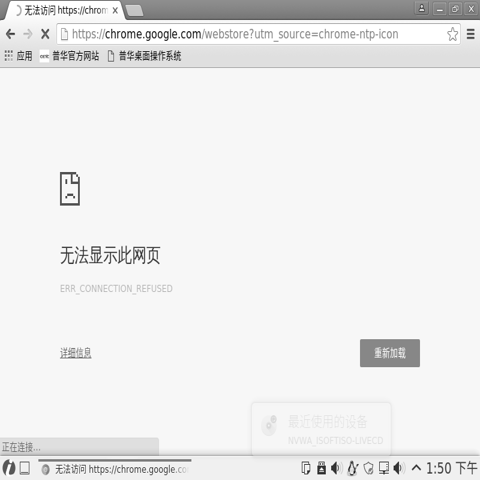 无法访问 https://chrom
https://chrome.google.com/webstore?utm_source=chrome-ntp-icon
应用 普华官方网站 普华桌面操作系统
无法显示此网页
ERR_CONNECTION_REFUSED
详细信息 重新加载
最近使用的设备
NVWA_ISOFTISO-LIVECD
正在连接...
无法访问 https://chrome.google.co
1:50 下午